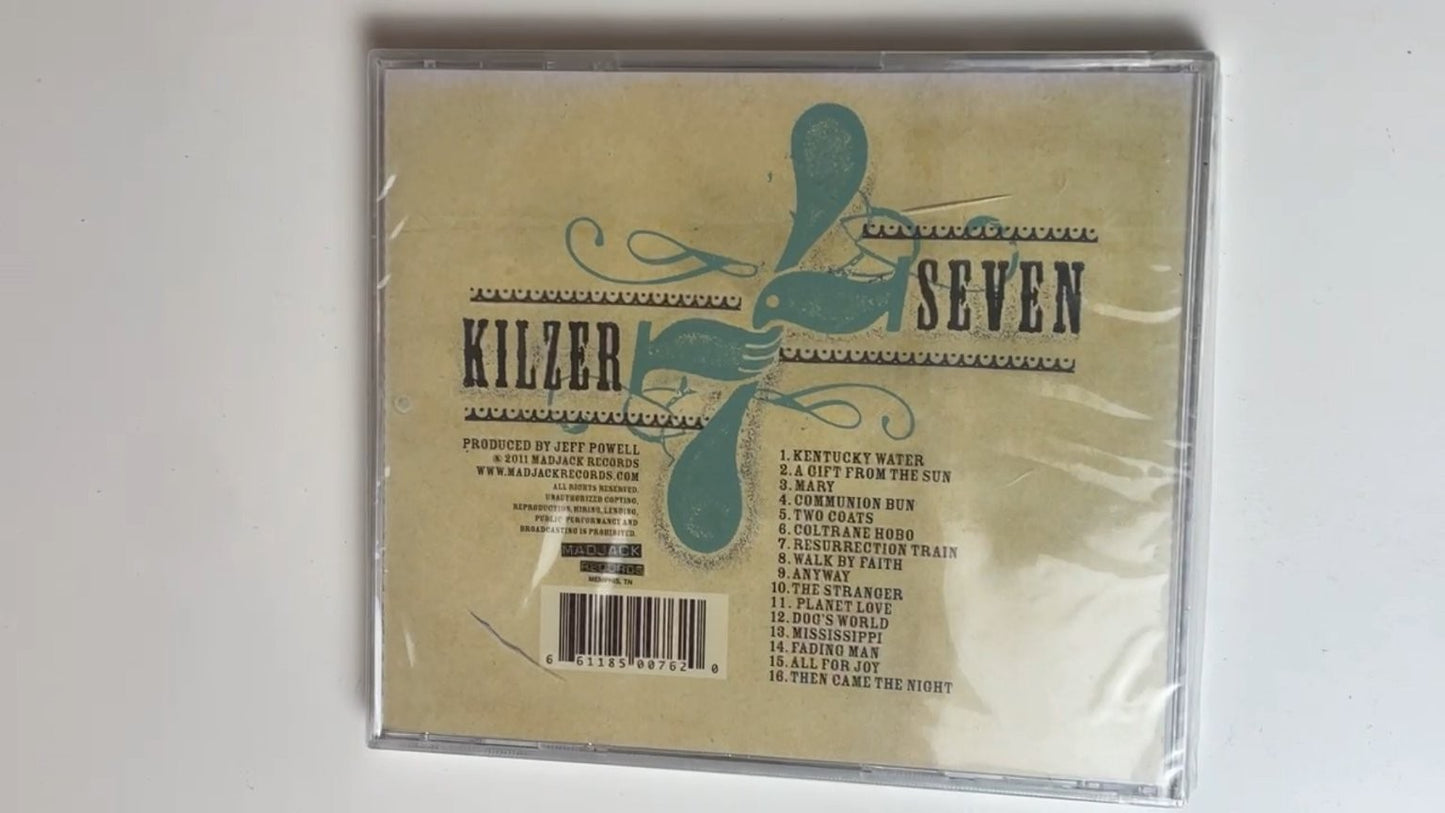 SEVEN
KILZER
PRODUCED BY JEFF POWELL
℗ 2011 MADJACK RECORDS
WWW.MADJACKRECORDS.COM
ALL RIGHTS RESERVED.
UNAUTHORIZED COPYING,
REPRODUCTION, HIRING, LENDING,
PUBLIC PERFORMANCE AND
BROADCASTING IS PROHIBITED.
MADJACK
RECORDS
MEMPHIS, TN
6 61185 00762 0
1. KENTUCKY WATER
2. A GIFT FROM THE SUN
3. MARY
4. COMMUNION BUN
5. TWO COATS
6. COLTRANE HOBO
7. RESURRECTION TRAIN
8. WALK BY FAITH
9. ANYWAY
10. THE STRANGER
11. PLANET LOVE
12. DOG'S WORLD
13. MISSISSIPPI
14. FADING MAN
15. ALL FOR JOY
16. THEN CAME THE NIGHT